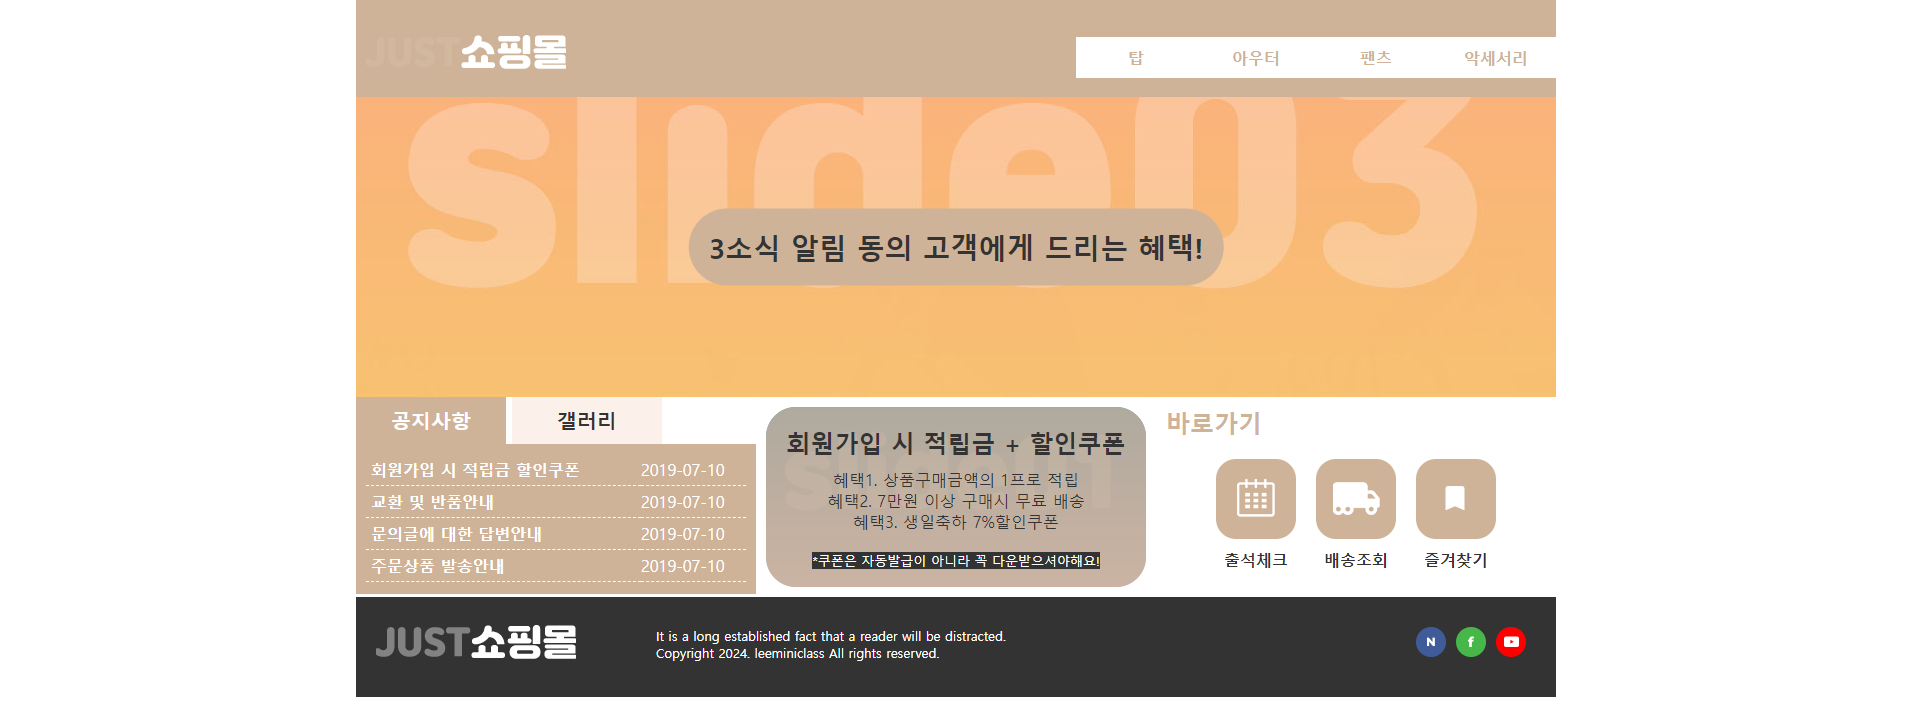 JUST쇼핑몰
탑 아우터 팬츠 악세서리
slide03
3소식 알림 동의 고객에게 드리는 혜택!
공지사항 갤러리
회원가입 시 적립금 할인쿠폰 2019-07-10
교환 및 반품안내 2019-07-10
문의글에 대한 답변안내 2019-07-10
주문상품 발송안내 2019-07-10
회원가입 시 적립금 + 할인쿠폰
혜택1. 상품구매금액의 1프로 적립
혜택2. 7만원 이상 구매시 무료 배송
혜택3. 생일축하 7%할인쿠폰
*쿠폰은 자동발급이 아니라 꼭 다운받으셔야해요!
바로가기
출석체크 배송조회 즐겨찾기
JUST쇼핑몰
It is a long established fact that a reader will be distracted.
Copyright 2024. leeminiclass All rights reserved.
N f